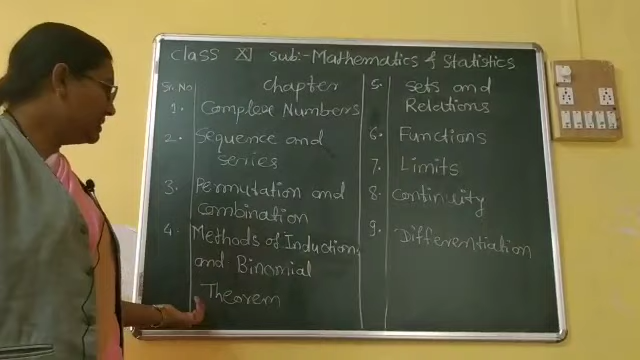 class XI sub:- Mathematics & Statistics
Sr. No chapter
1. Complex Numbers
2. Sequence and
series
3. Permutation and
combination
4. Methods of Induction
and Binomial
Theorem
5. sets and
Relations
6. Functions
7. Limits
8. Continuity
9. Differentiation